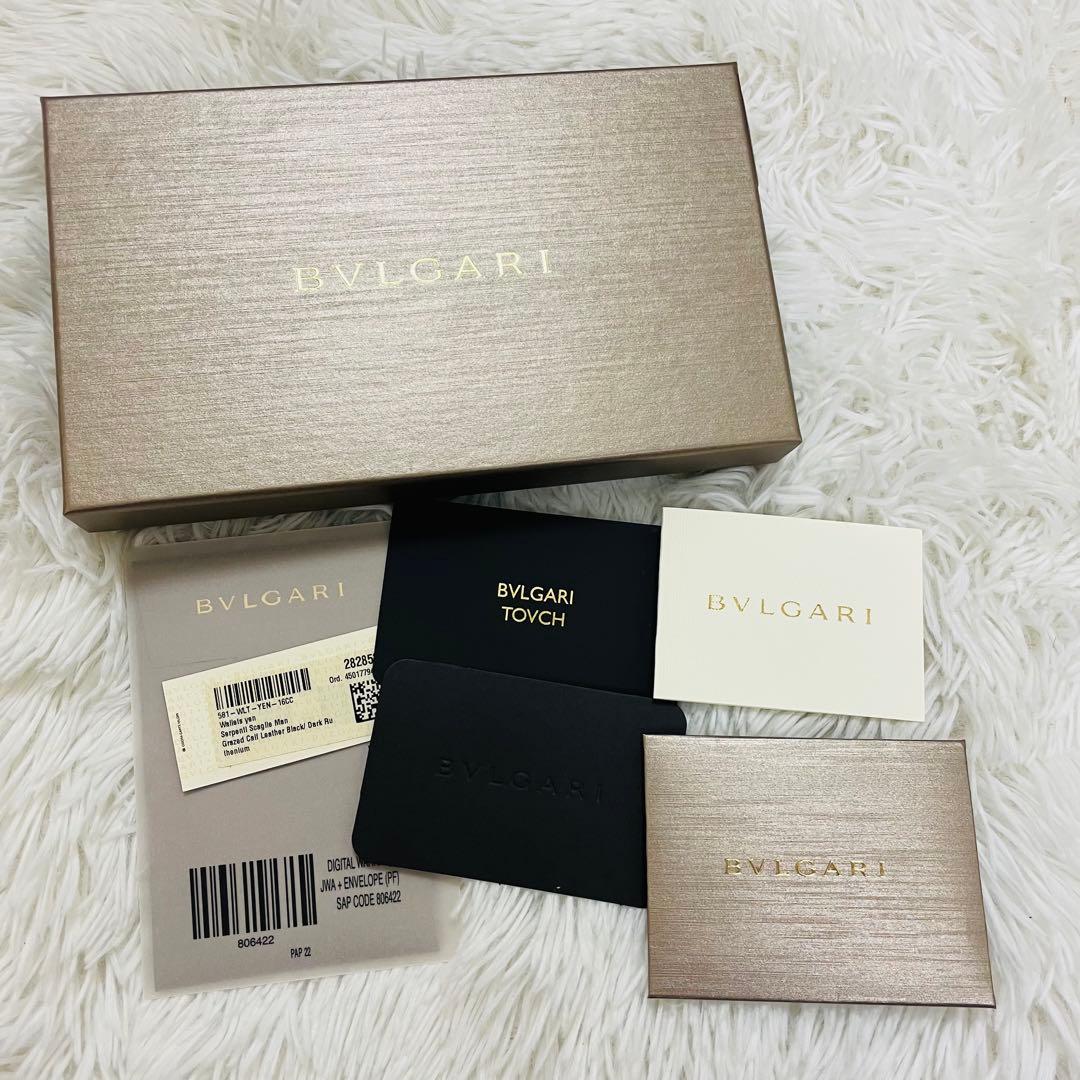 BVLGARI
BVLGARI
BVLGARI
TOVCH
BVLGARI
28285
Ord. 4501779
581-WLT-YEN-16CC
Wallets yen
Serpenti Scaglie Man
Grazed Calf Leather Black/ Dark Ru
thenium
BVLGARI
BVLGARI
DIGITAL
JWA + ENVELOPE (PF)
SAP CODE 806422
806422
PAP 22